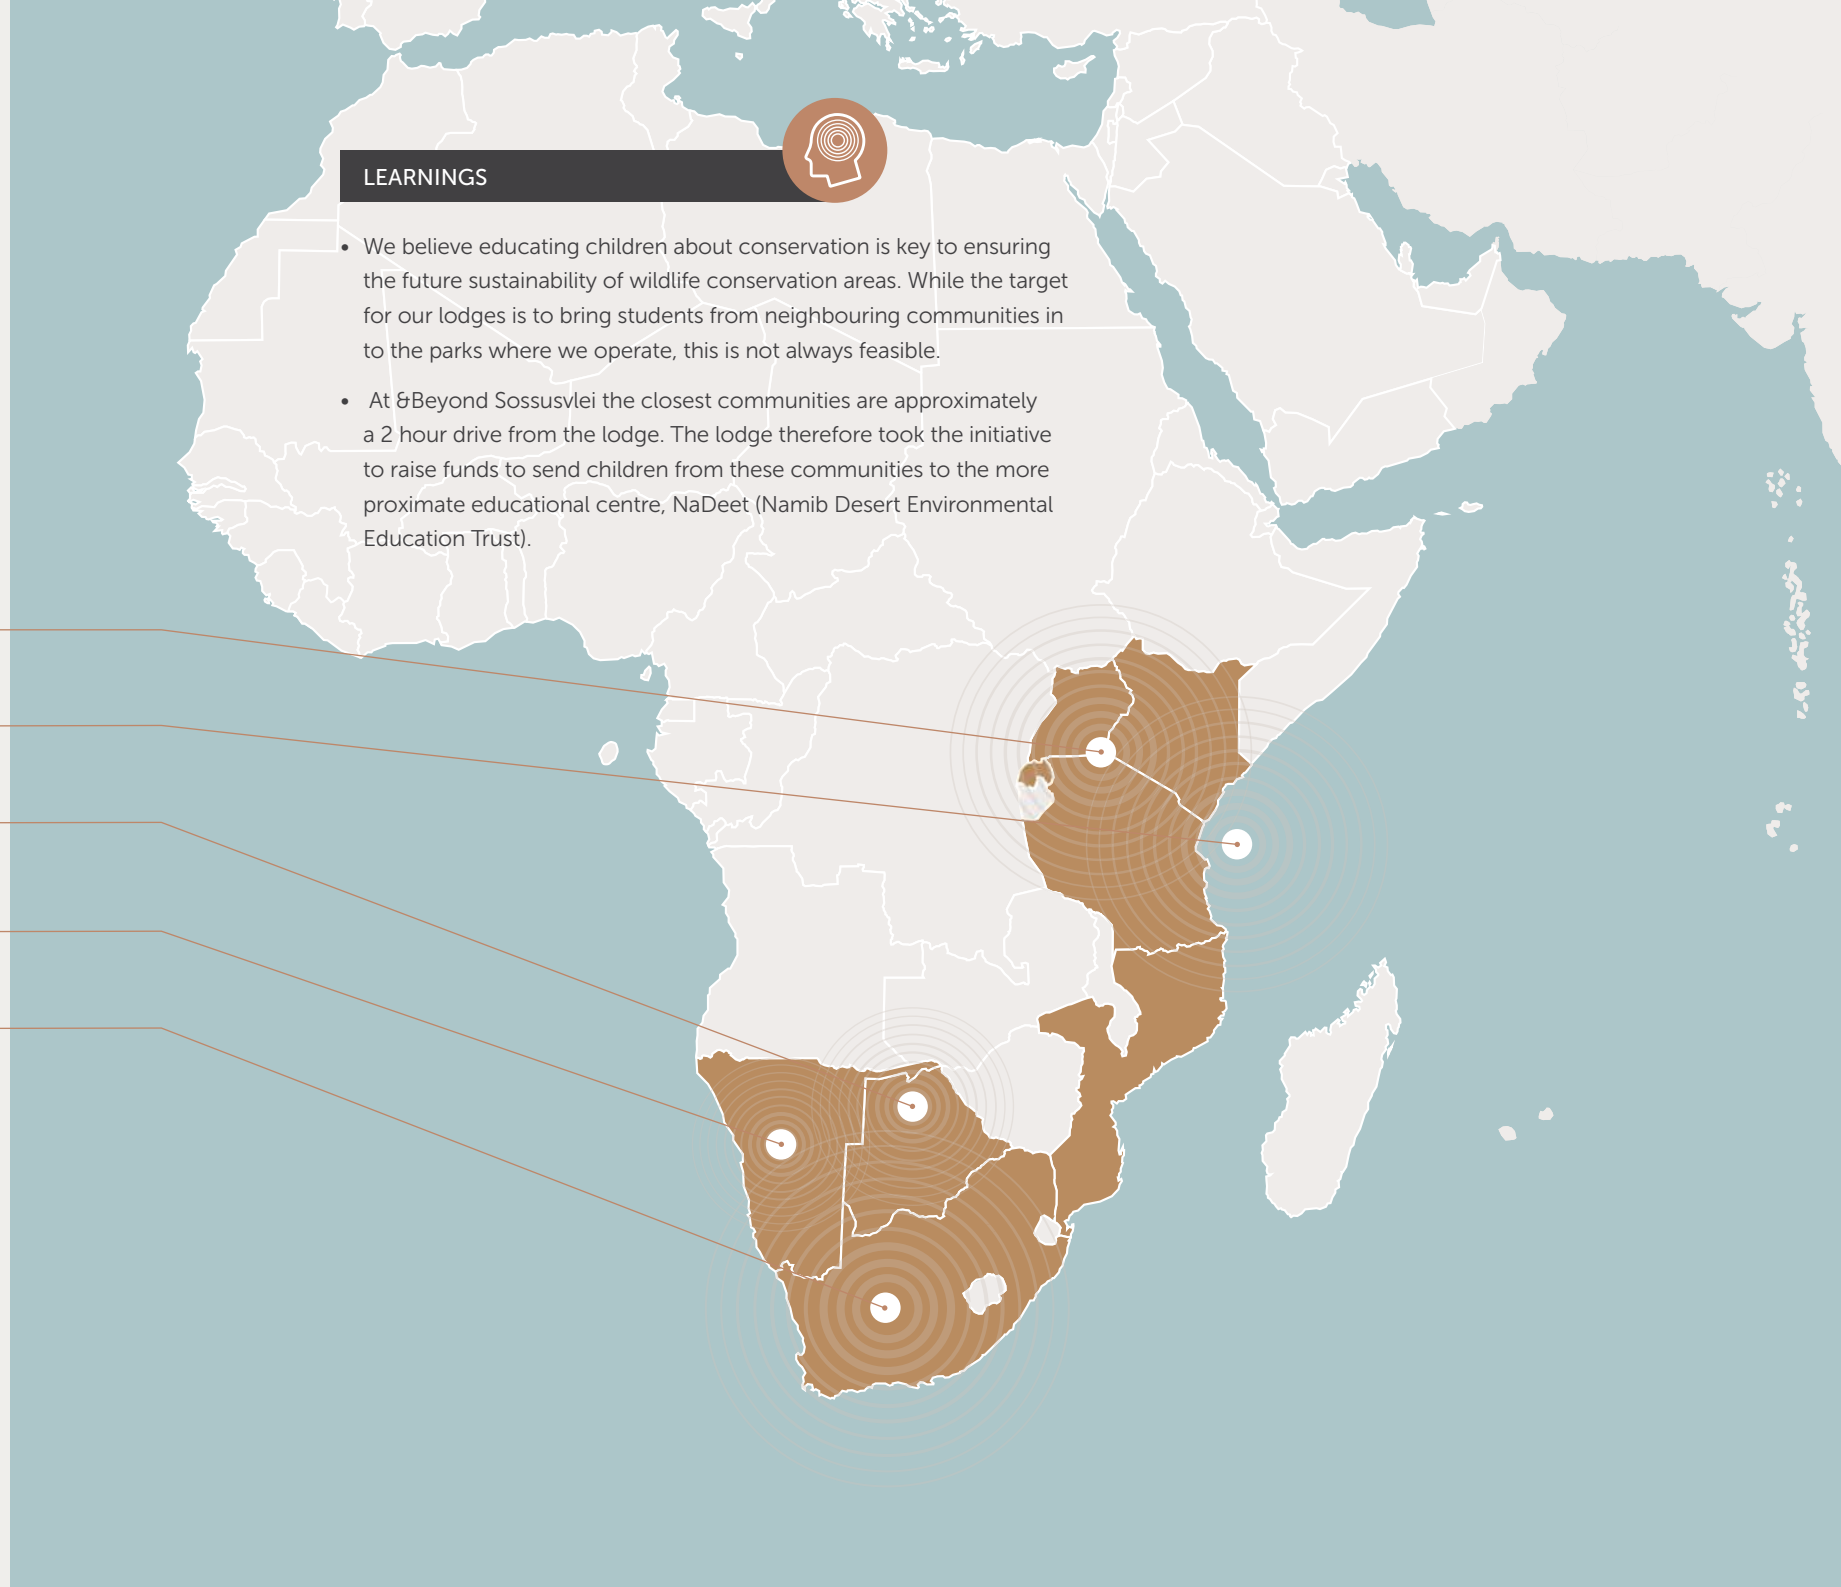 LEARNINGS
• We believe educating children about conservation is key to ensuring
the future sustainability of wildlife conservation areas. While the target
for our lodges is to bring students from neighbouring communities in
to the parks where we operate, this is not always feasible.
• At &Beyond Sossusvlei the closest communities are approximately
a 2 hour drive from the lodge. The lodge therefore took the initiative
to raise funds to send children from these communities to the more
proximate educational centre, NaDeet (Namib Desert Environmental
Education Trust).